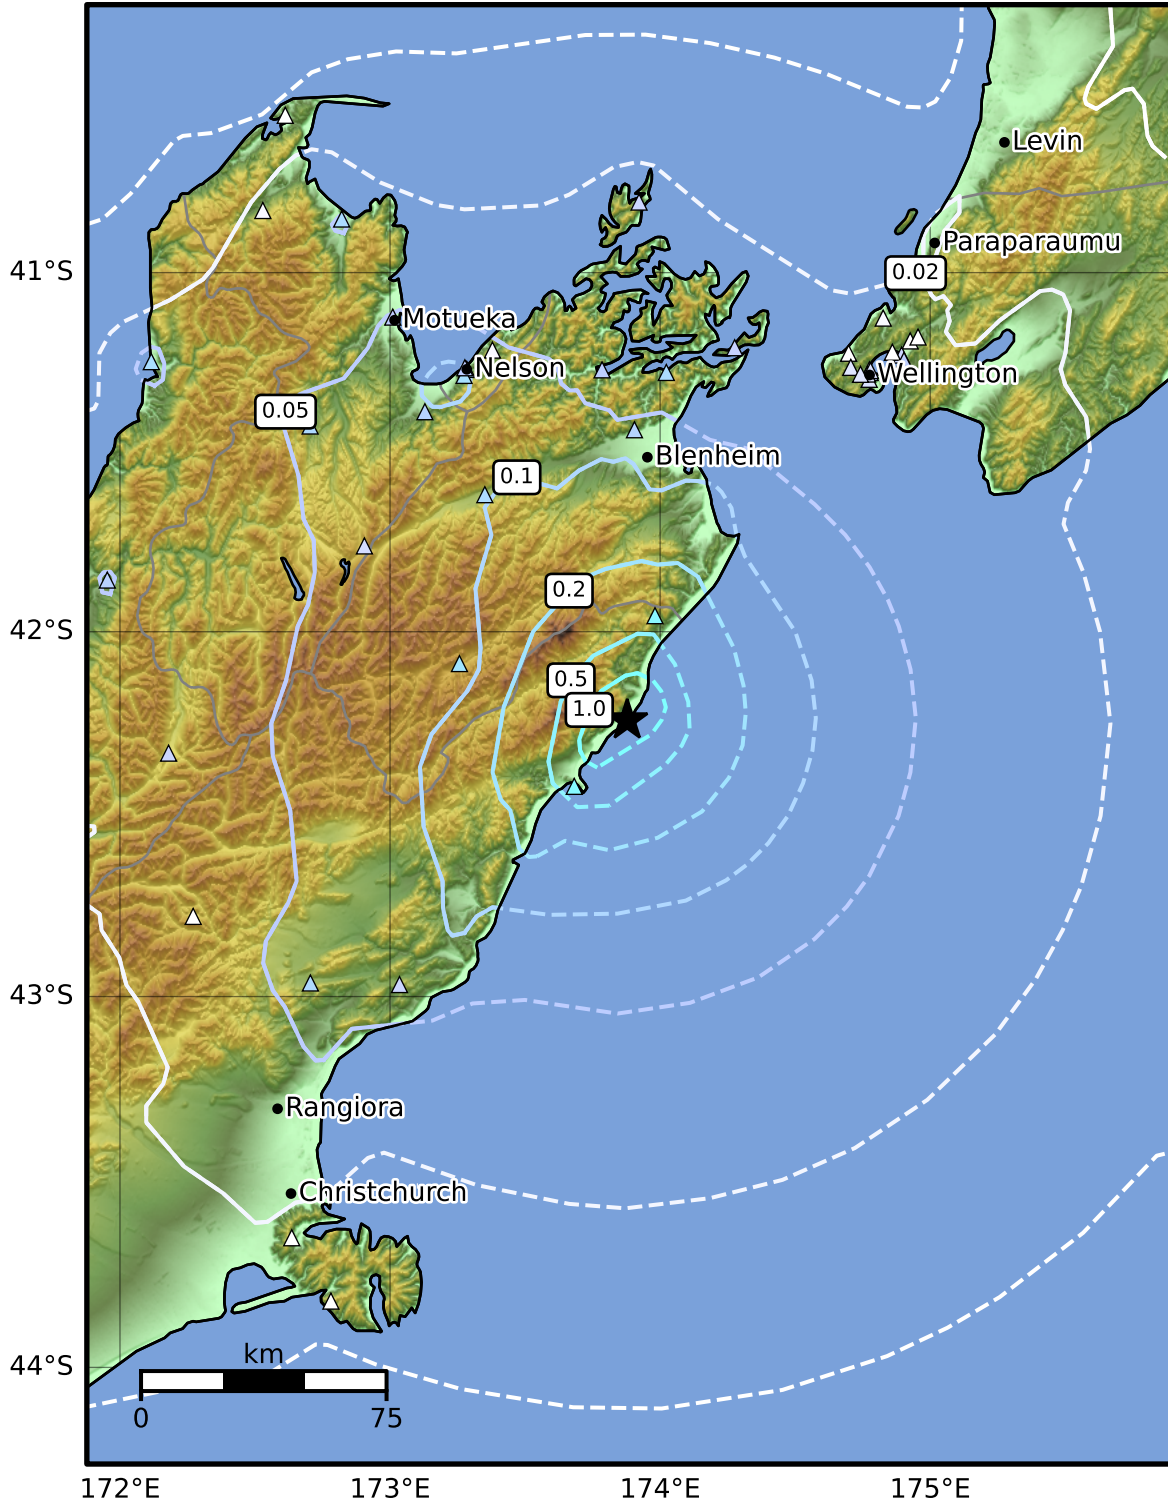 Levin
Paraparaumu
41°S
0.02
Motueka
Nelson
Wellington
0.05
Blenheim
0.1
0.2
42°S
0.5
1.0
43°S
Rangiora
Christchurch
44°S
km
0 75
172°E 173°E 174°E 175°E